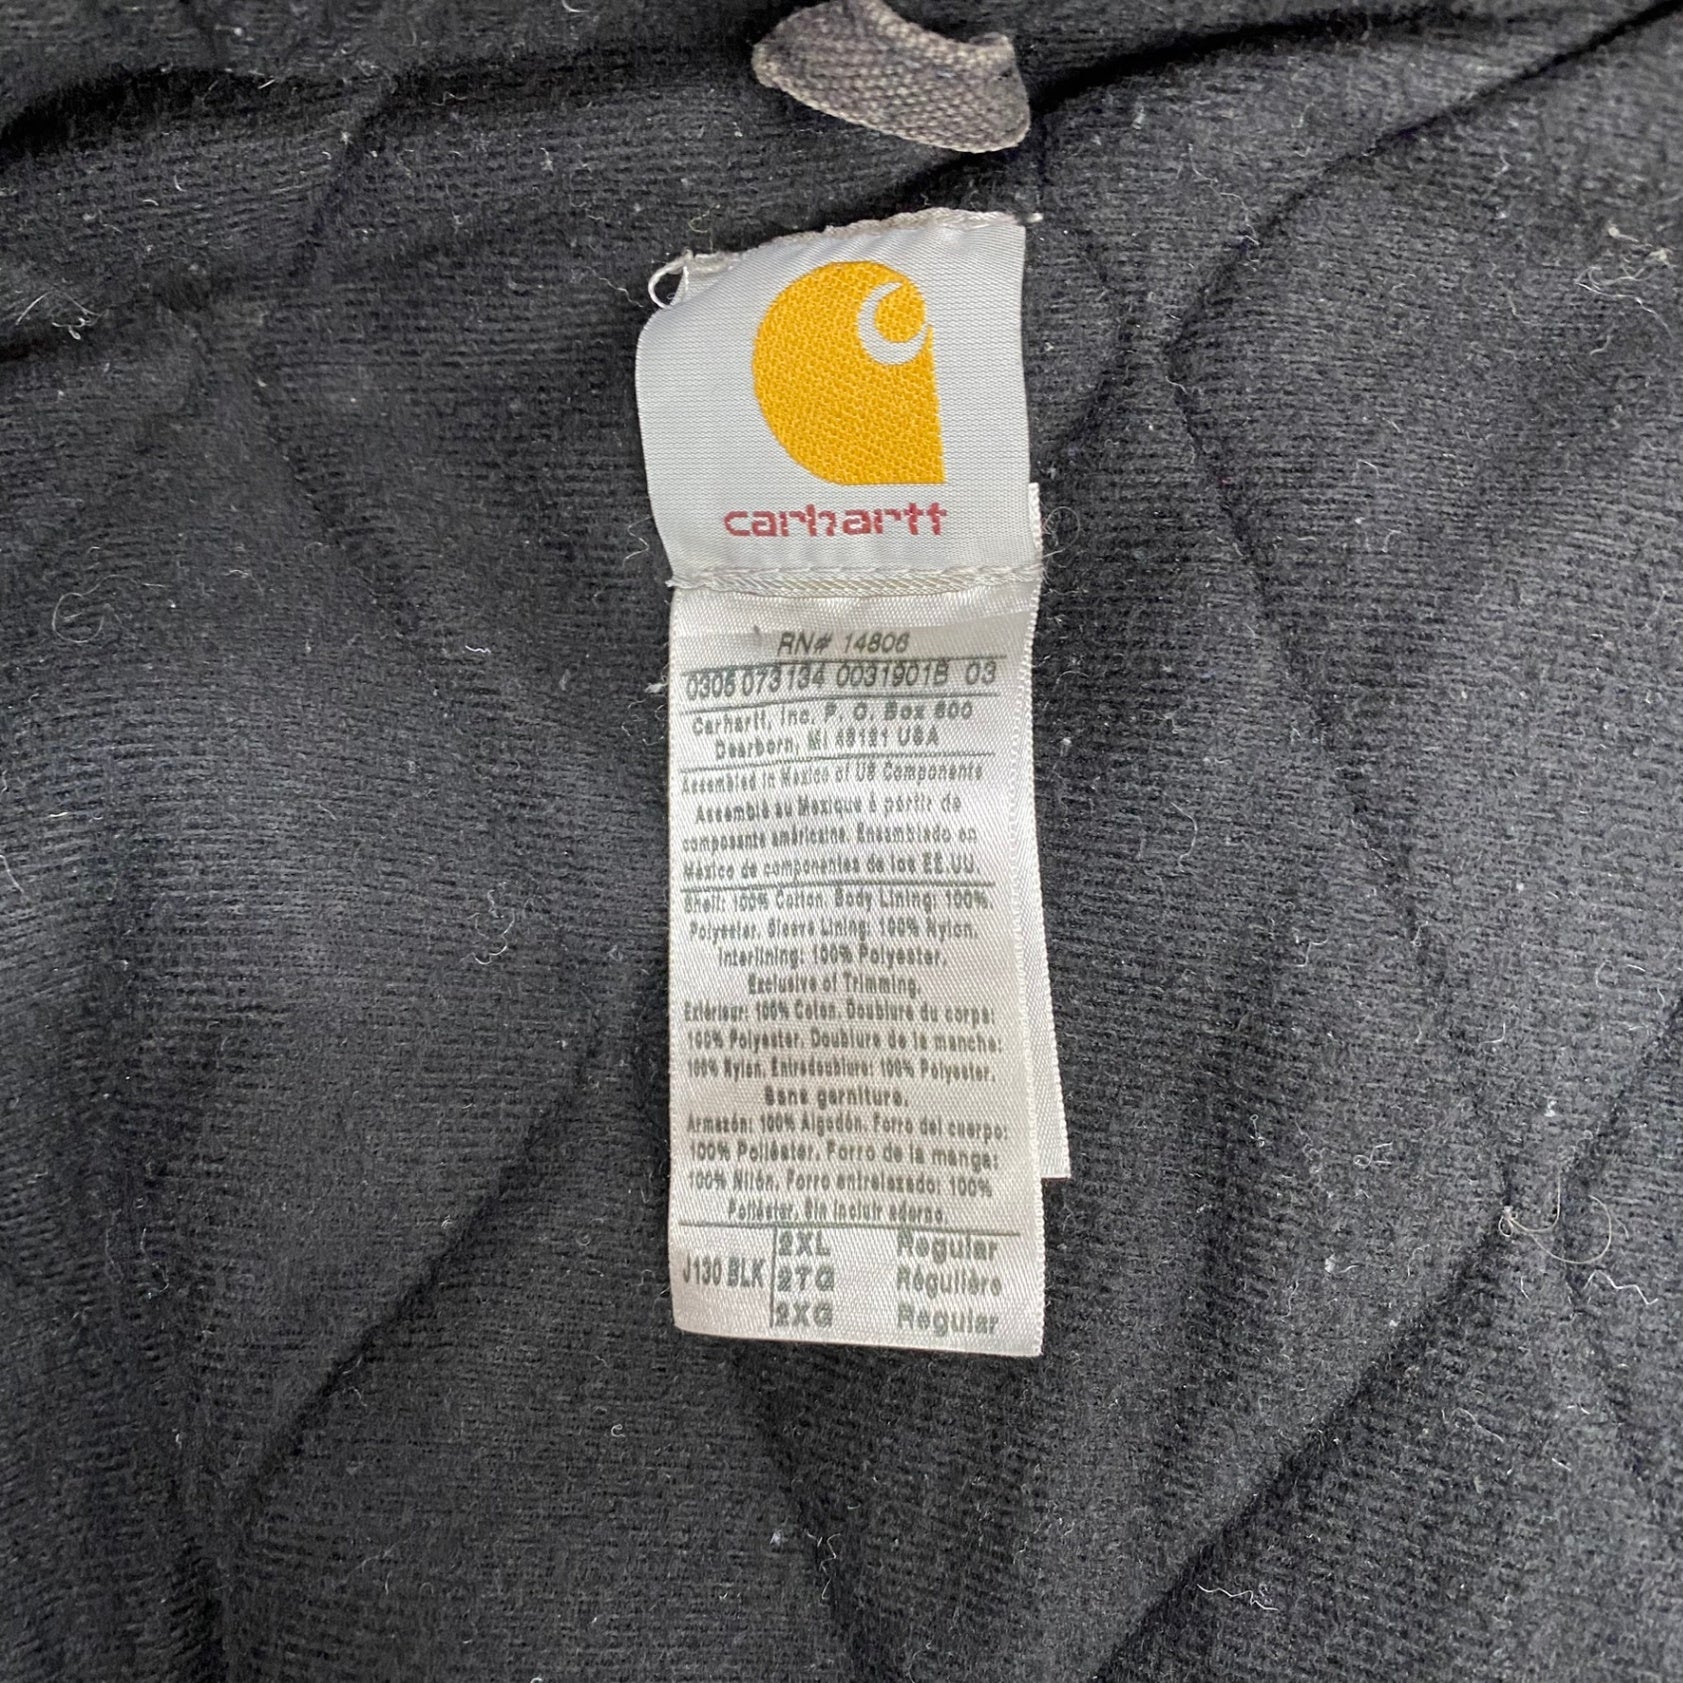 carhartt
RN# 14806
0305 073134 0031901B 03
Carhartt, Inc. P. O. Box 600
Dearborn, MI 48121 USA
Assembled in Mexico of US Components
Assemblé au Mexique à partir de
composants américains. Ensamblado en
México de componentes de los EE.UU.
Shell: 100% Cotton. Body Lining: 100%.
Polyester. Sleeve Lining: 100% Nylon.
Interlining: 100% Polyester.
Exclusive of Trimming.
Extérieur: 100% Coton. Doublure du corps:
100% Polyester. Doublure de la manche:
100% Nylon. Entredoublure: 100% Polyester.
Sans garniture.
Armazón: 100% Algodón. Forro del cuerpo:
100% Poliéster. Forro de la manga:
100% Nilón. Forro entrelazado: 100%
Poliéster. Sin incluir adorno.
2XL Regular
J130 BLK 2TG Régulière
2XG Regular